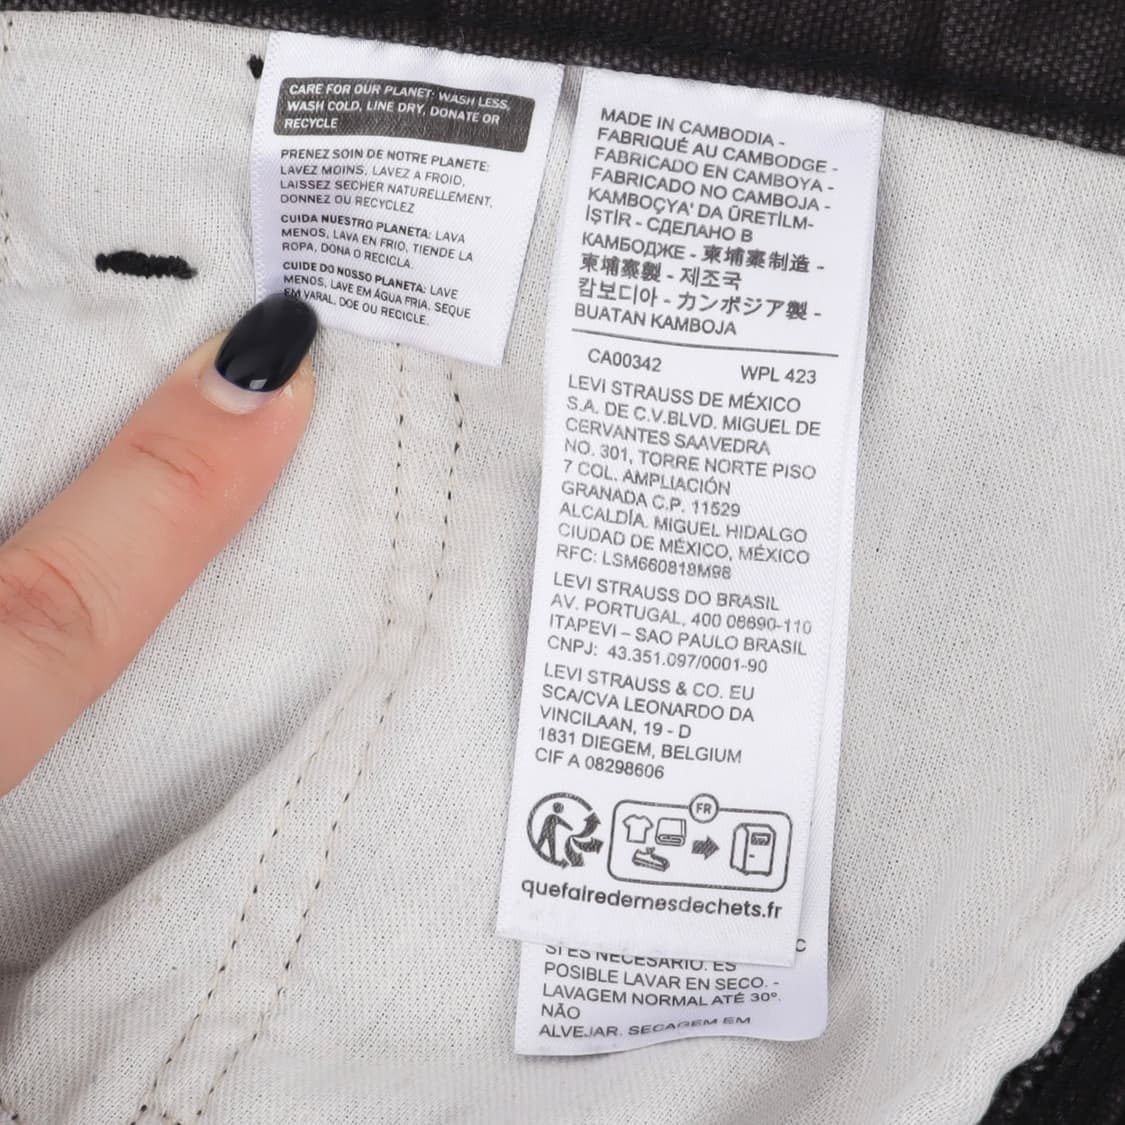 CARE FOR OUR PLANET: WASH LESS,
WASH COLD, LINE DRY, DONATE OR
RECYCLE
PRENEZ SOIN DE NOTRE PLANETE:
LAVEZ MOINS, LAVEZ A FROID,
LAISSEZ SECHER NATURELLEMENT,
DONNEZ OU RECYCLEZ
CUIDA NUESTRO PLANETA: LAVA
MENOS, LAVA EN FRIO, TIENDE LA
ROPA, DONA O RECICLA.
CUIDE DO NOSSO PLANETA: LAVE
MENOS, LAVE EM ÁGUA FRIA, SEQUE
EM VARAL, DOE OU RECICLE.
MADE IN CAMBODIA -
FABRIQUÉ AU CAMBODGE -
FABRICADO EN CAMBOYA -
FABRICADO NO CAMBOJA -
KAMBOÇYA' DA ÜRETİLM-
İŞTİR - СДЕЛАНО В
КАМБОДЖЕ - 柬埔寨制造 -
柬埔寨製 - 제조국
캄보디아 - カンボジア製 -
BUATAN KAMBOJA
CA00342 WPL 423
LEVI STRAUSS DE MÉXICO
S.A. DE C.V.BLVD. MIGUEL DE
CERVANTES SAAVEDRA
NO. 301, TORRE NORTE PISO
7 COL. AMPLIACIÓN
GRANADA C.P. 11529
ALCALDÍA. MIGUEL HIDALGO
CIUDAD DE MÉXICO, MÉXICO
RFC: LSM660819M98
LEVI STRAUSS DO BRASIL
AV. PORTUGAL, 400 06690-110
ITAPEVI – SAO PAULO BRASIL
CNPJ: 43.351.097/0001-90
LEVI STRAUSS & CO. EU
SCA/CVA LEONARDO DA
VINCILAAN, 19 - D
1831 DIEGEM, BELGIUM
CIF A 08298606
FR
quefairedemesdechets.fr
SI ES NECESARIO. ES
POSIBLE LAVAR EN SECO. -
LAVAGEM NORMAL ATÉ 30°.
NÃO
ALVEJAR. SECAGEM EM